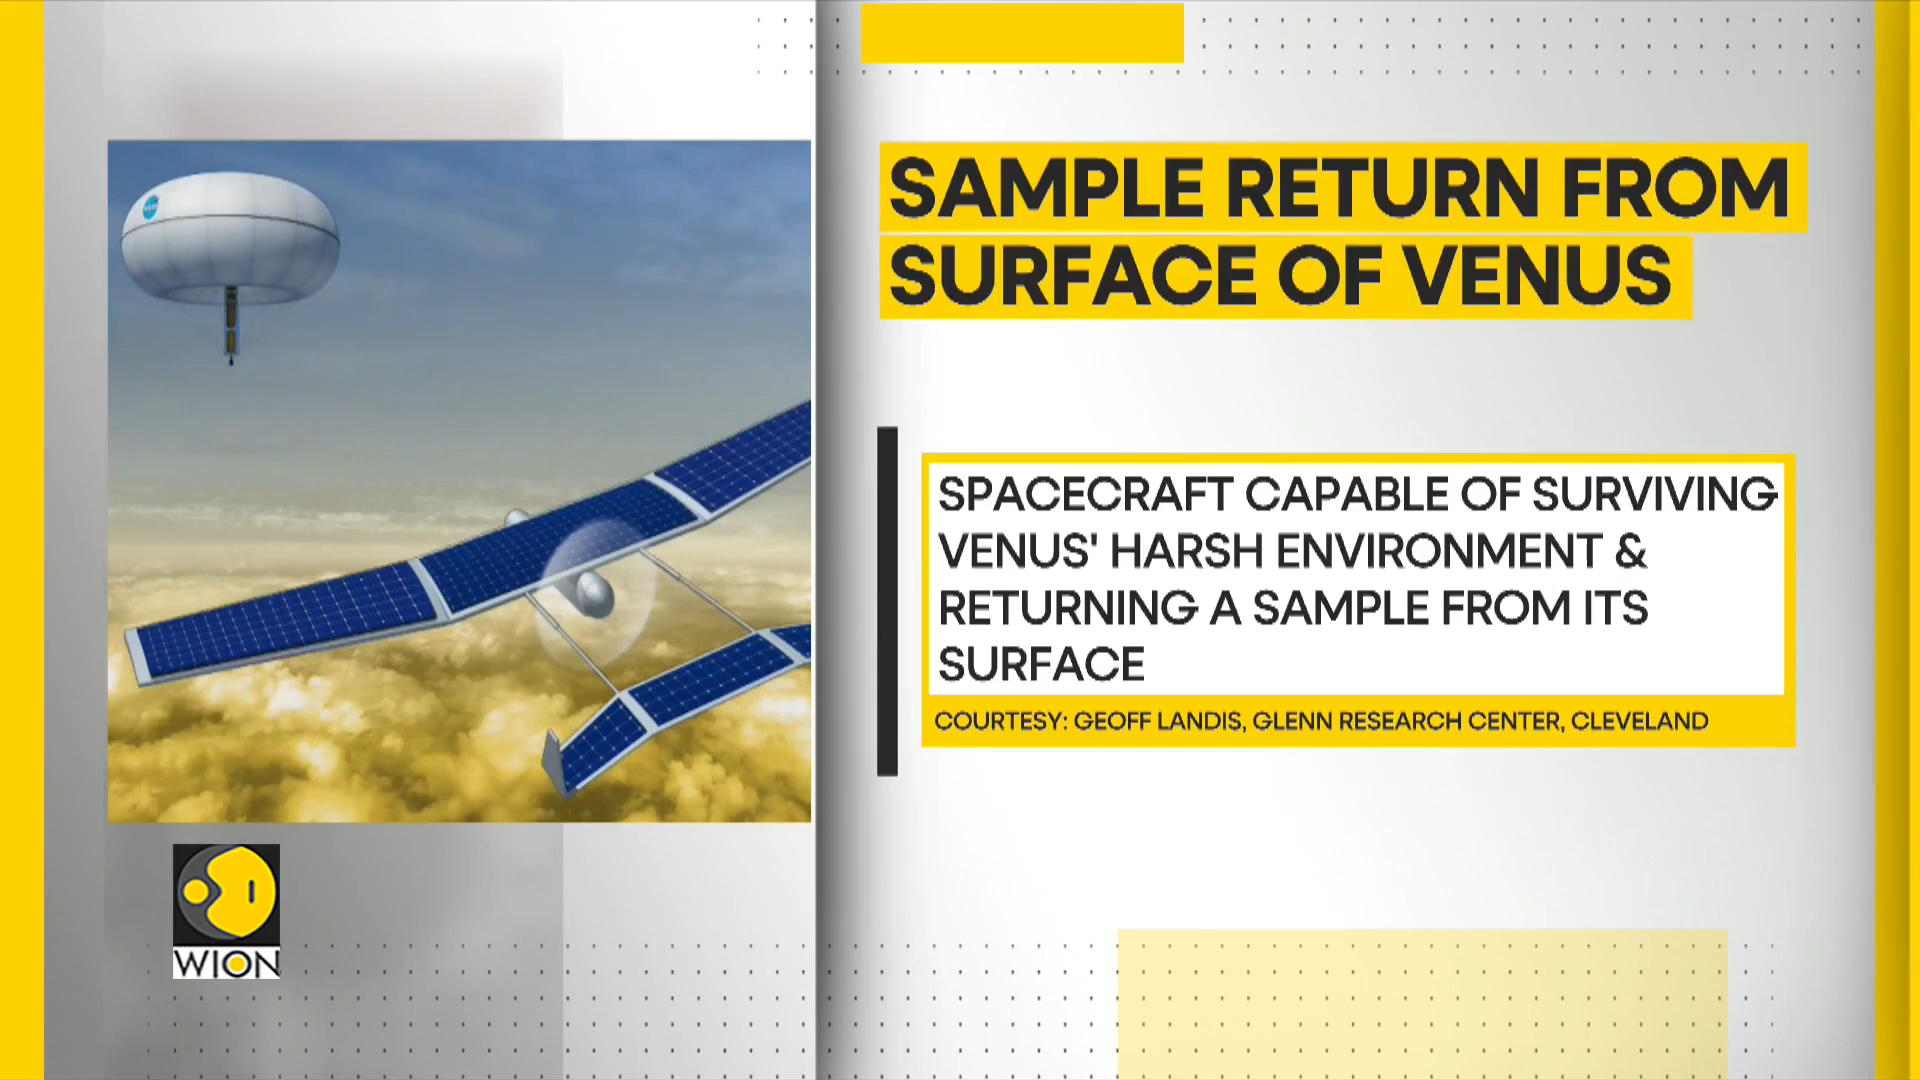 SAMPLE RETURN FROM
SURFACE OF VENUS
SPACECRAFT CAPABLE OF SURVIVING
VENUS' HARSH ENVIRONMENT &
RETURNING A SAMPLE FROM ITS
SURFACE
COURTESY: GEOFF LANDIS, GLENN RESEARCH CENTER, CLEVELAND
WION